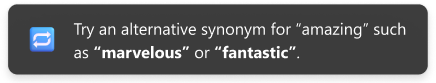 Try an alternative synonym for “amazing” such
as “marvelous” or “fantastic”.